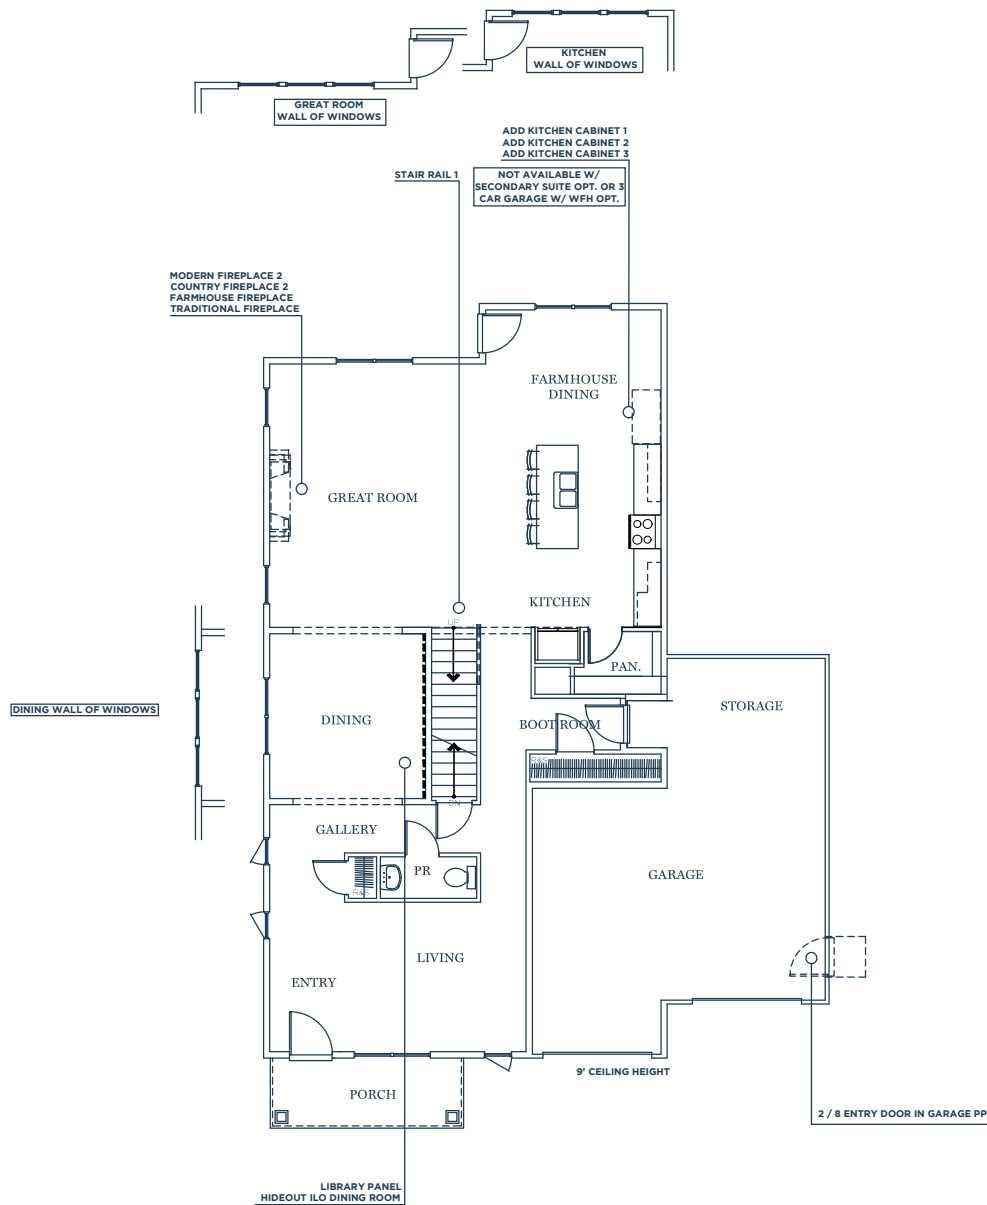 KITCHEN
WALL OF WINDOWS
GREAT ROOM
WALL OF WINDOWS
ADD KITCHEN CABINET 1
ADD KITCHEN CABINET 2
ADD KITCHEN CABINET 3
STAIR RAIL 1
NOT AVAILABLE W/
SECONDARY SUITE OPT. OR 3
CAR GARAGE W/ WFH OPT.
MODERN FIREPLACE 2
COUNTRY FIREPLACE 2
FARMHOUSE FIREPLACE
TRADITIONAL FIREPLACE
FARMHOUSE
DINING
GREAT ROOM
KITCHEN
UP
PAN.
DINING WALL OF WINDOWS
DINING
BOOT ROOM
STORAGE
R&S
DN
GALLERY
PR
R&S
GARAGE
LIVING
ENTRY
9' CEILING HEIGHT
PORCH
2 / 8 ENTRY DOOR IN GARAGE PP
LIBRARY PANEL
HIDEOUT ILO DINING ROOM